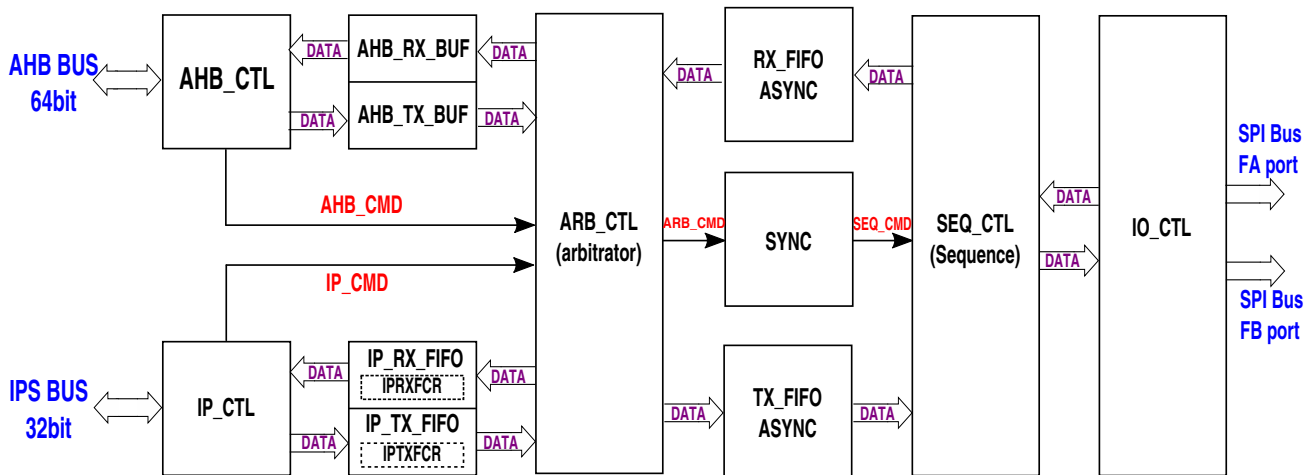 AHB BUS
64bit
AHB_CTL
DATA
DATA
AHB_RX_BUF
AHB_TX_BUF
DATA
DATA
AHB_CMD
IP_CMD
IPS BUS
32bit
IP_CTL
DATA
DATA
IP_RX_FIFO
IPRXFCR
IP_TX_FIFO
IPTXFCR
DATA
DATA
ARB_CTL
(arbitrator)
DATA
ARB_CMD
DATA
RX_FIFO
ASYNC
SYNC
TX_FIFO
ASYNC
DATA
SEQ_CMD
DATA
SEQ_CTL
(Sequence)
DATA
DATA
IO_CTL
SPI Bus
FA port
SPI Bus
FB port